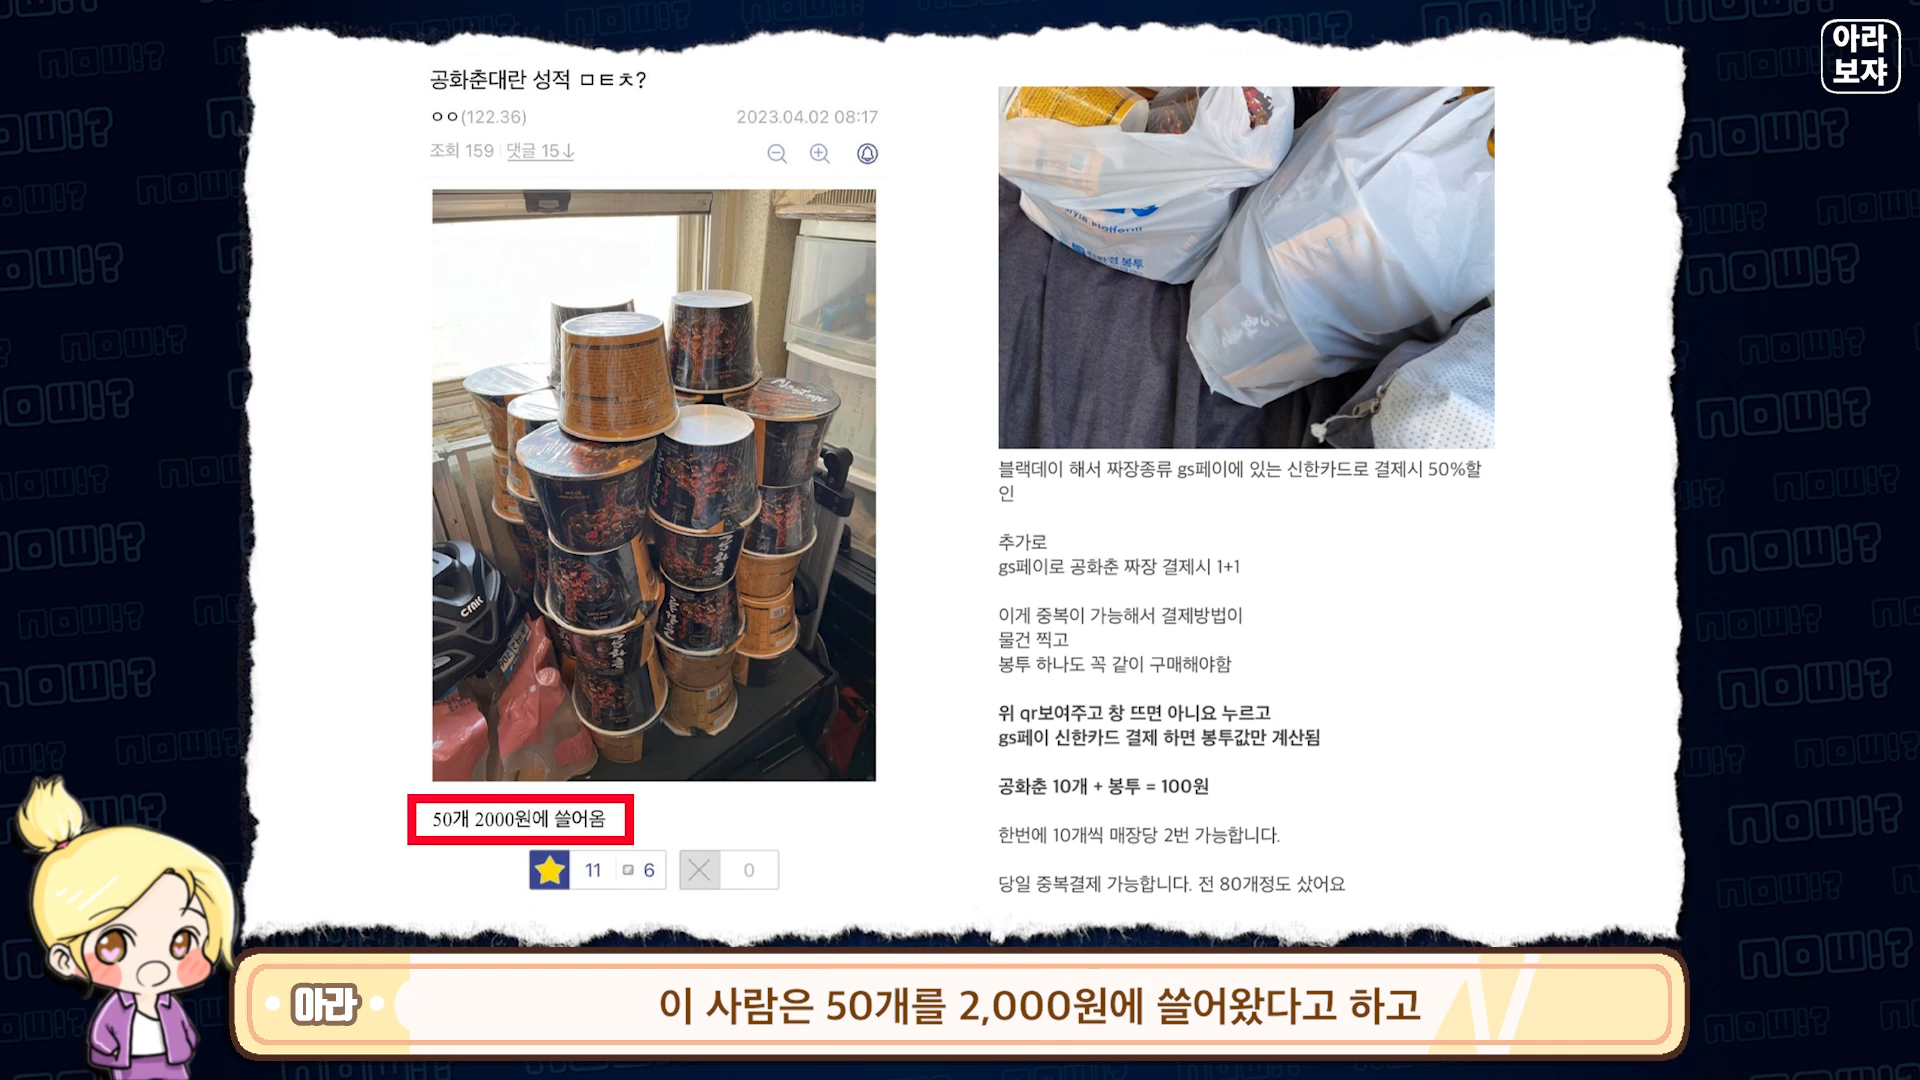 아라
보쟈
공화춘대란 성적 ㅁㅌㅊ?
ㅇㅇ(122.36)
2023.04.02 08:17
조회 159
댓글 15↓
50개 2000원에 쓸어옴
11
6
0
블랙데이 해서 짜장종류 gs페이에 있는 신한카드로 결제시 50%할
인
추가로
gs페이로 공화춘 짜장 결제시 1+1
이게 중복이 가능해서 결제방법이
물건 찍고
봉투 하나도 꼭 같이 구매해야함
위 qr보여주고 창 뜨면 아니요 누르고
gs페이 신한카드 결제 하면 봉투값만 계산됨
공화춘 10개 + 봉투 = 100원
한번에 10개씩 매장당 2번 가능합니다.
당일 중복결제 가능합니다. 전 80개정도 샀어요
아라
이 사람은 50개를 2,000원에 쓸어왔다고 하고